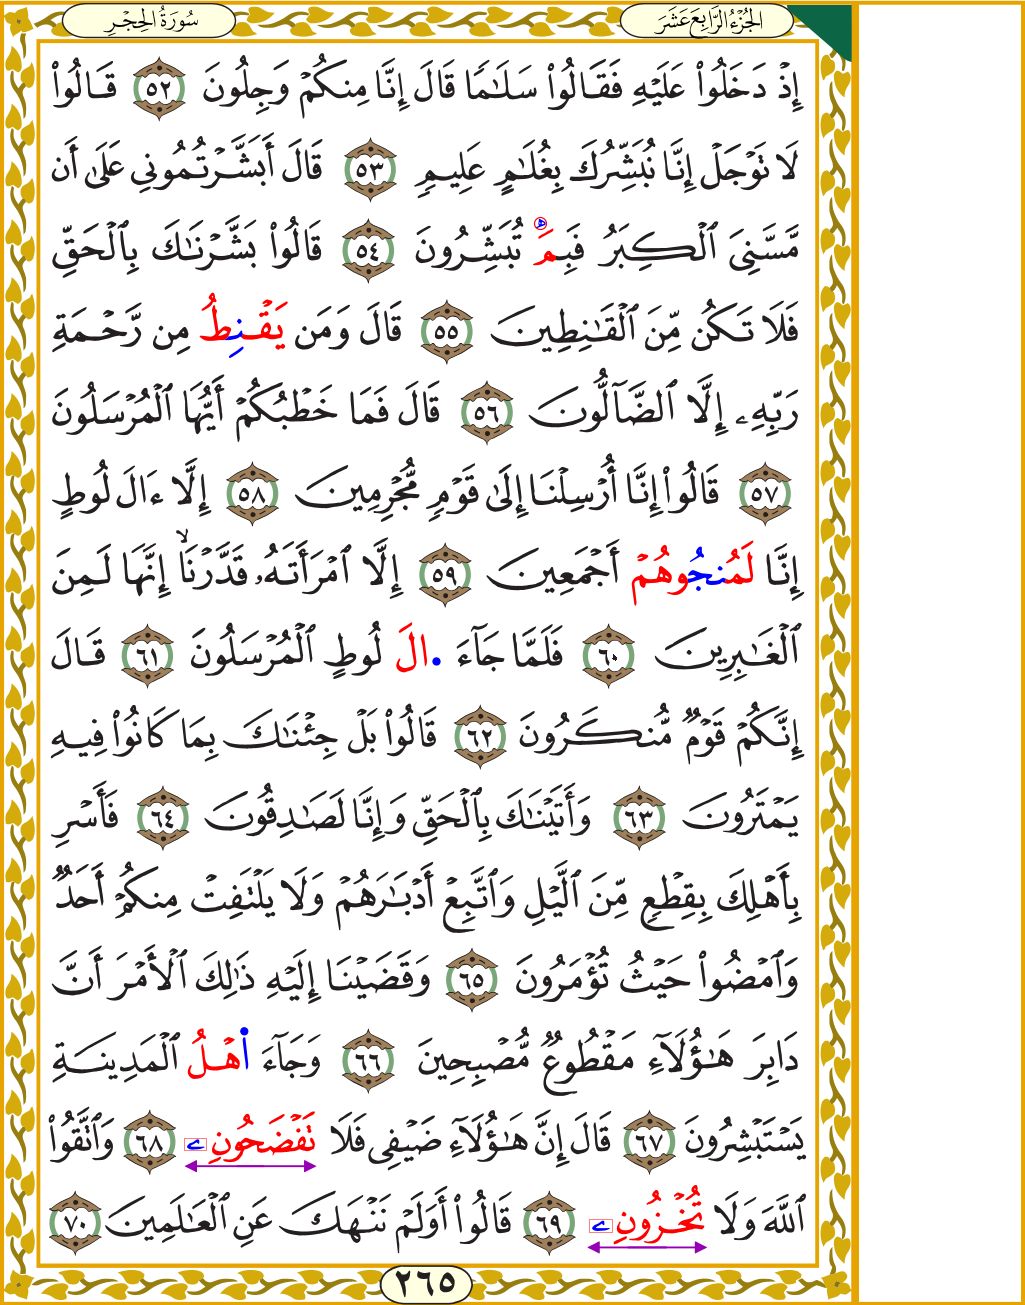 الجُزْءُ الرَّابِعَ عَشَرَ
سُورَةُ الحِجْرِ
إِذْ دَخَلُواْ عَلَيْهِ فَقَالُواْ سَلَٰمًا قَالَ إِنَّا مِنكُمْ وَجِلُونَ ٥٢ قَالُواْ
لَا تَوْجَلْ إِنَّا نُبَشِّرُكَ بِغُلَٰمٍ عَلِيمٍ ٥٣ قَالَ أَبَشَّرْتُمُونِي عَلَىٰ أَن
مَّسَّنِىَ ٱلْكِبَرُ فَبِمَ تُبَشِّرُونَ ٥٤ قَالُواْ بَشَّرْنَٰكَ بِٱلْحَقِّ
فَلَا تَكُن مِّنَ ٱلْقَٰنِطِينَ ٥٥ قَالَ وَمَن يَقْنِطُ مِن رَّحْمَةِ
رَبِّهِۦ إِلَّا ٱلضَّآلُّونَ ٥٦ قَالَ فَمَا خَطْبُكُمْ أَيُّهَا ٱلْمُرْسَلُونَ
٥٧ قَالُواْ إِنَّا أُرْسِلْنَا إِلَىٰ قَوْمٍ مُّجْرِمِينَ ٥٨ إِلَّا ءَالَ لُوطٍ
إِنَّا لَمُنجُوهُمْ أَجْمَعِينَ ٥٩ إِلَّا ٱمْرَأَتَهُۥ قَدَّرْنَا ۙ إِنَّهَا لَمِنَ
ٱلْغَٰبِرِينَ ٦٠ فَلَمَّا جَآءَ .الَ لُوطٍ ٱلْمُرْسَلُونَ ٦١ قَالَ
إِنَّكُمْ قَوْمٌ مُّنكَرُونَ ٦٢ قَالُواْ بَلْ جِئْنَٰكَ بِمَا كَانُواْ فِيهِ
يَمْتَرُونَ ٦٣ وَأَتَيْنَٰكَ بِٱلْحَقِّ وَإِنَّا لَصَٰدِقُونَ ٦٤ فَأَسْرِ
بِأَهْلِكَ بِقِطْعٍ مِّنَ ٱلَّيْلِ وَٱتَّبِعْ أَدْبَٰرَهُمْ وَلَا يَلْتَفِتْ مِنكُمْ أَحَدٌ
وَٱمْضُواْ حَيْثُ تُؤْمَرُونَ ٦٥ وَقَضَيْنَا إِلَيْهِ ذَٰلِكَ ٱلْأَمْرَ أَنَّ
دَابِرَ هَٰؤُلَآءِ مَقْطُوعٌ مُّصْبِحِينَ ٦٦ وَجَآءَ أهْلُ ٱلْمَدِينَةِ
يَسْتَبْشِرُونَ ٦٧ قَالَ إِنَّ هَٰؤُلَآءِ ضَيْفِى فَلَا تَفْضَحُونِ ے ٦٨ وَٱتَّقُواْ
ٱللَّهَ وَلَا تُخْزُونِ ے ٦٩ قَالُواْ أَوَلَمْ نَنْهَكَ عَنِ ٱلْعَٰلَمِينَ ٧٠
٢٦٥